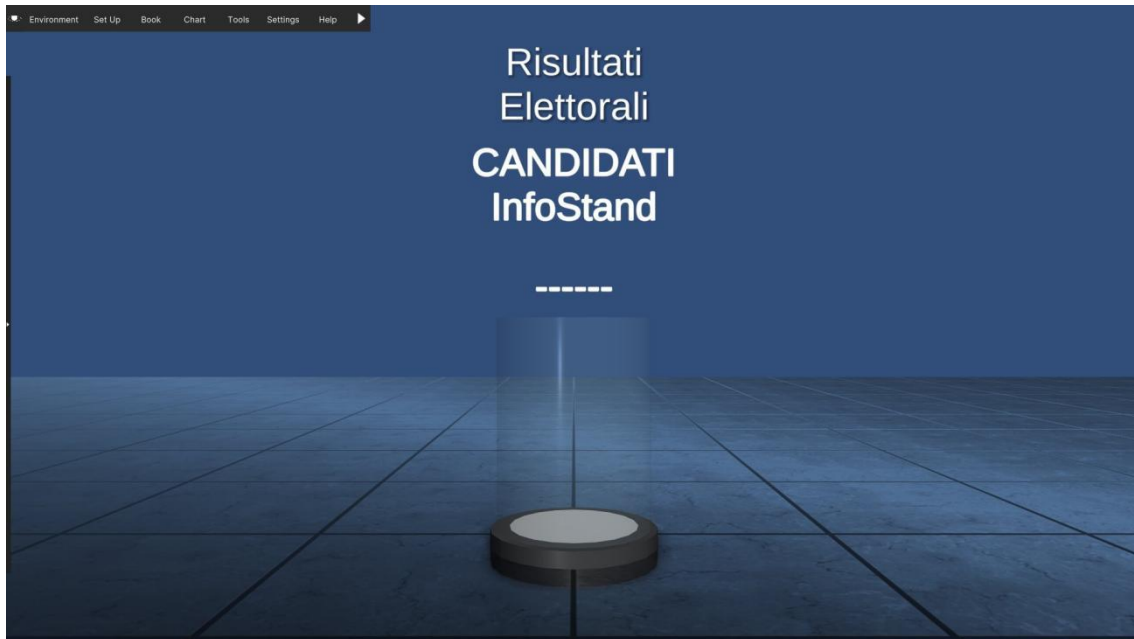 Environment Set Up Book Chart Tools Settings Help
Risultati
Elettorali
CANDIDATI
InfoStand
------